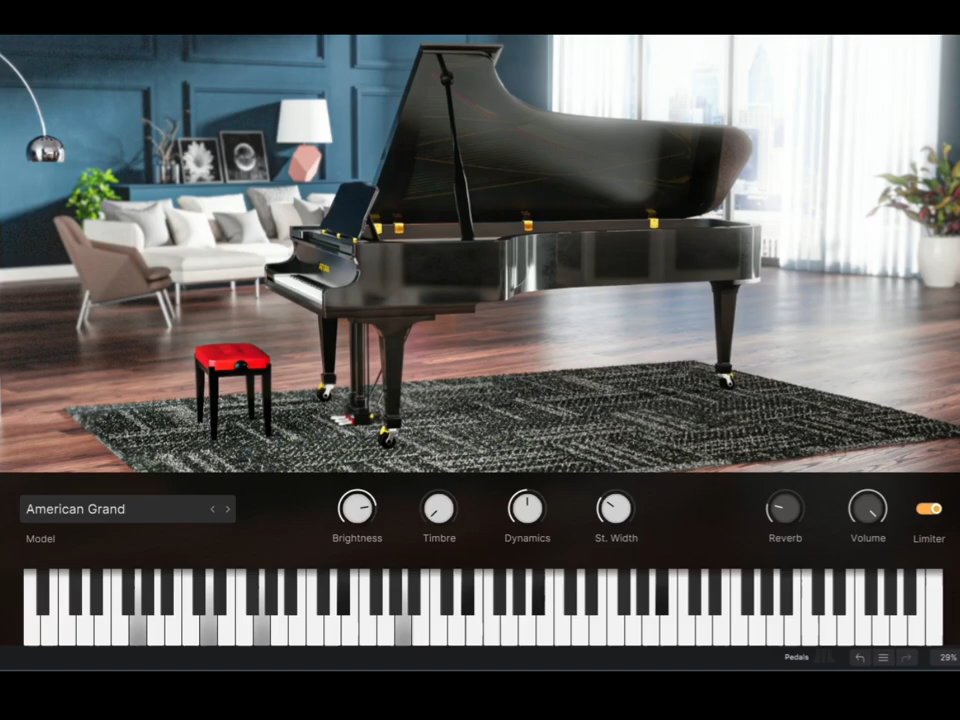 American Grand
Model
Brightness
Timbre
Dynamics
St. Width
Reverb
Volume
Limiter
Pedals
29%